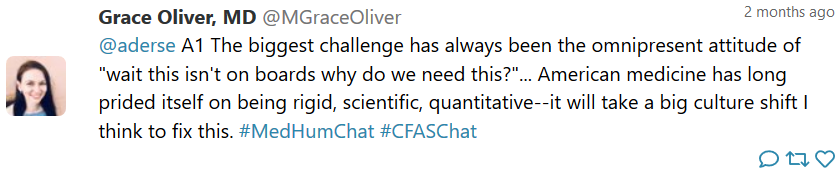 Grace Oliver, MD @MGraceOliver
2 months ago
@aderse A1 The biggest challenge has always been the omnipresent attitude of
"wait this isn't on boards why do we need this?"... American medicine has long
prided itself on being rigid, scientific, quantitative--it will take a big culture shift I
think to fix this. #MedHumChat #CFASChat